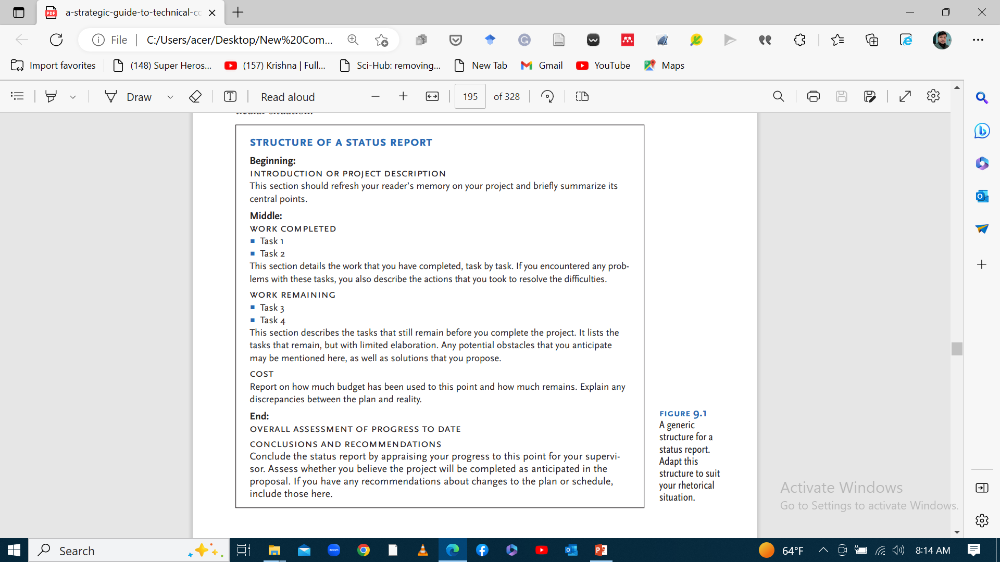 a-strategic-guide-to-technical-cc
File
C:/Users/acer/Desktop/New%20Com...
Import favorites
(148) Super Heros...
(157) Krishna | Full...
Sci-Hub: removing...
New Tab
Gmail
YouTube
Maps
Draw
Read aloud
195
of 328
STRUCTURE OF A STATUS REPORT
Beginning:
INTRODUCTION OR PROJECT DESCRIPTION
This section should refresh your reader’s memory on your project and briefly summarize its
central points.
Middle:
WORK COMPLETED
Task 1
Task 2
This section details the work that you have completed, task by task. If you encountered any prob-
lems with these tasks, you also describe the actions that you took to resolve the difficulties.
WORK REMAINING
Task 3
Task 4
This section describes the tasks that still remain before you complete the project. It lists the
tasks that remain, but with limited elaboration. Any potential obstacles that you anticipate
may be mentioned here, as well as solutions that you propose.
COST
Report on how much budget has been used to this point and how much remains. Explain any
discrepancies between the plan and reality.
End:
OVERALL ASSESSMENT OF PROGRESS TO DATE
CONCLUSIONS AND RECOMMENDATIONS
Conclude the status report by appraising your progress to this point for your supervi-
sor. Assess whether you believe the project will be completed as anticipated in the
proposal. If you have any recommendations about changes to the plan or schedule,
include those here.
FIGURE 9.1
A generic
structure for a
status report.
Adapt this
structure to suit
your rhetorical
situation.
Activate Windows
Go to Settings to activate Windows.
Search
zoom
64°F
8:14 AM